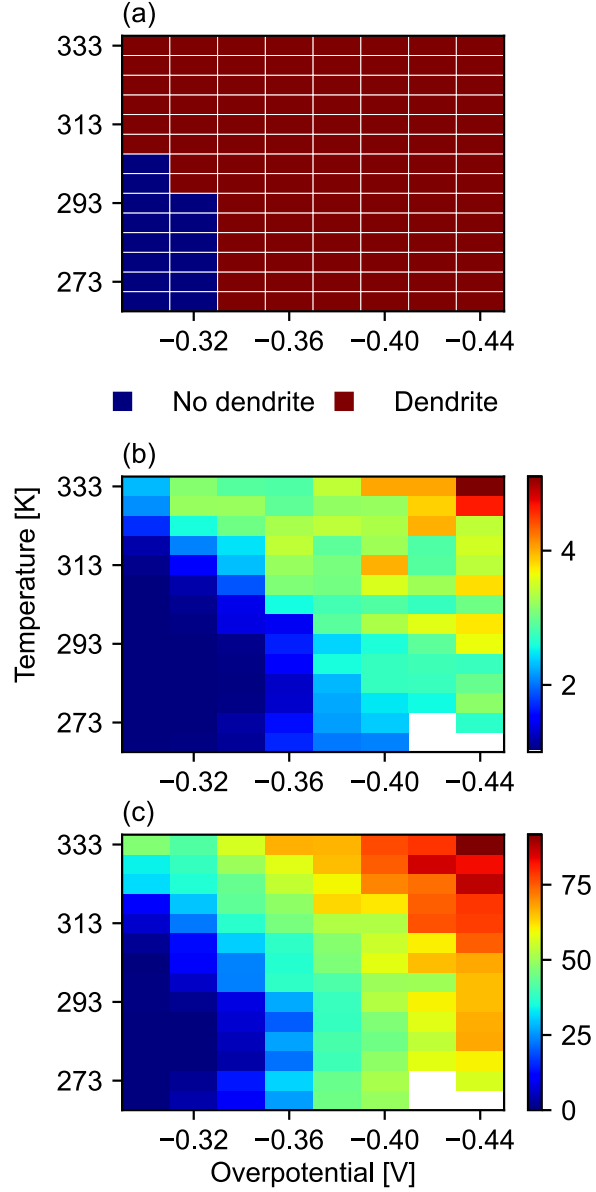 (a)
333
313
293
273
−0.32 −0.36 −0.40 −0.44
No dendrite Dendrite
(b)
Temperature [K]
333
313
293
273
−0.32 −0.36 −0.40 −0.44
4
2
(c)
333
313
293
273
−0.32 −0.36 −0.40 −0.44
75
50
25
0
Overpotential [V]